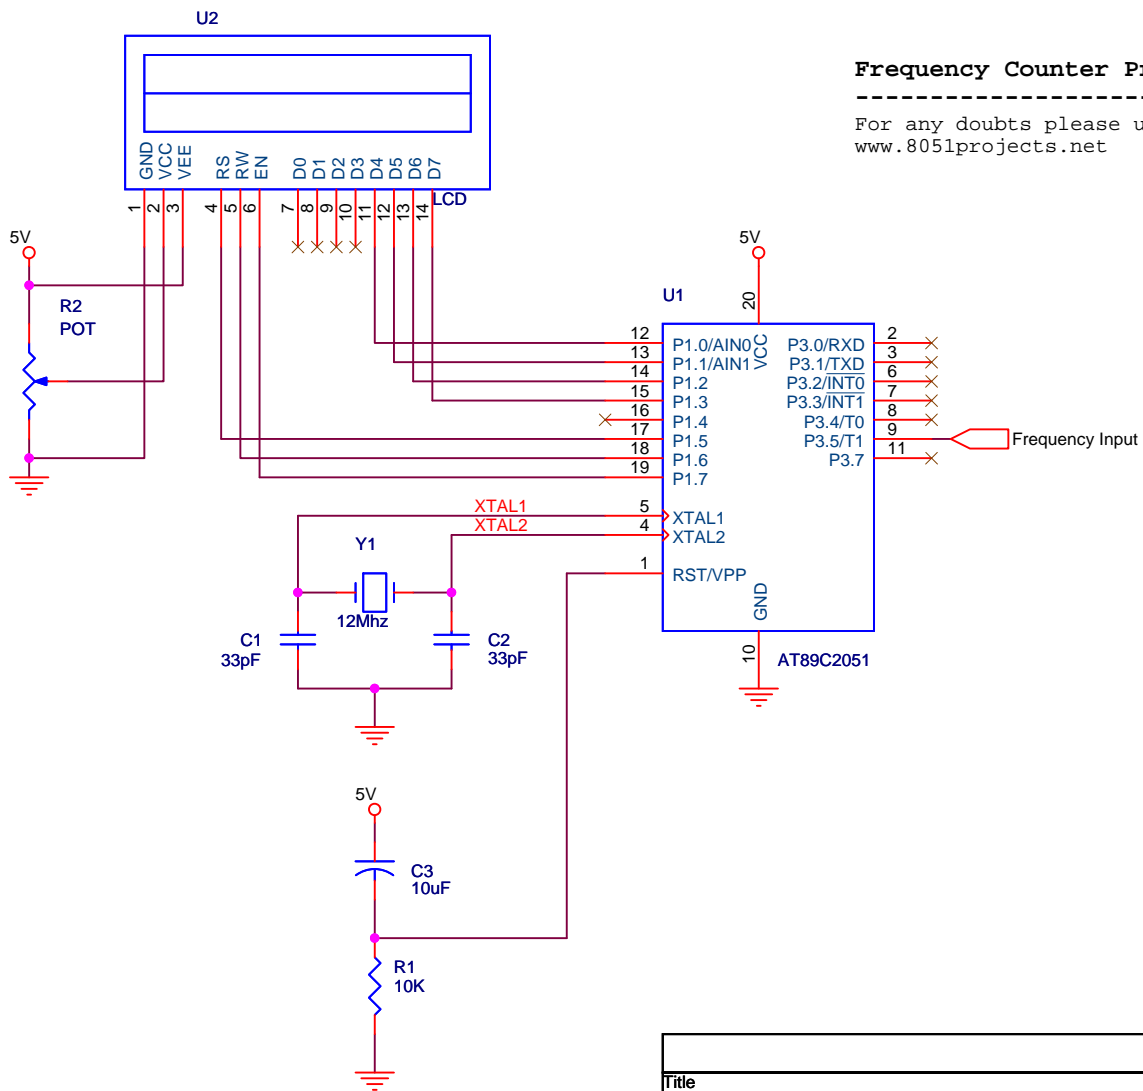 U2
Frequency Counter
--------------------
For any doubts please
www.8051projects.net
GND
VCC
VEE
RS
RW
EN
D0
D1
D2
D3
D4
D5
D6
D7
LCD
1
2
3
4
5
6
7
8
9
10
11
12
13
14
5V
R2
POT
5V
20
U1
VCC
12 P1.0/AIN0
13 P1.1/AIN1
14 P1.2
15 P1.3
16 P1.4
17 P1.5
18 P1.6
19 P1.7
5 XTAL1
4 XTAL2
1 RST/VPP
P3.0/RXD 2
P3.1/TXD 3
P3.2/INT0 6
P3.3/INT1 7
P3.4/T0 8
P3.5/T1 9
P3.7 11
Frequency Input
GND
10
AT89C2051
XTAL1
XTAL2
Y1
12Mhz
C1
33pF
C2
33pF
5V
C3
10uF
R1
10K
Title